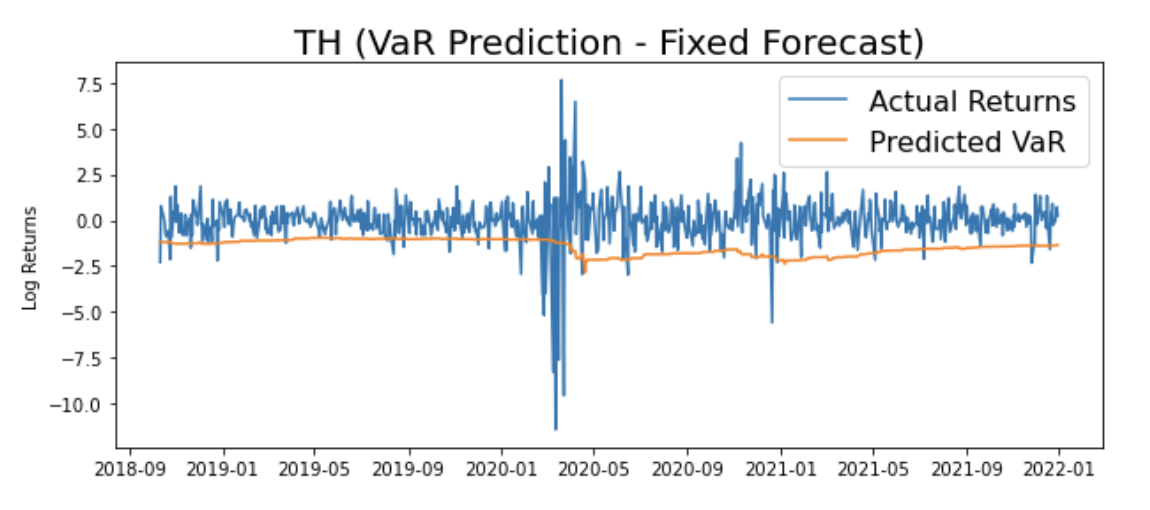 TH (VaR Prediction - Fixed Forecast)
Actual Returns
Predicted VaR
Log Returns
7.5
5.0
2.5
0.0
−2.5
−5.0
−7.5
−10.0
2018-09 2019-01 2019-05 2019-09 2020-01 2020-05 2020-09 2021-01 2021-05 2021-09 2022-01